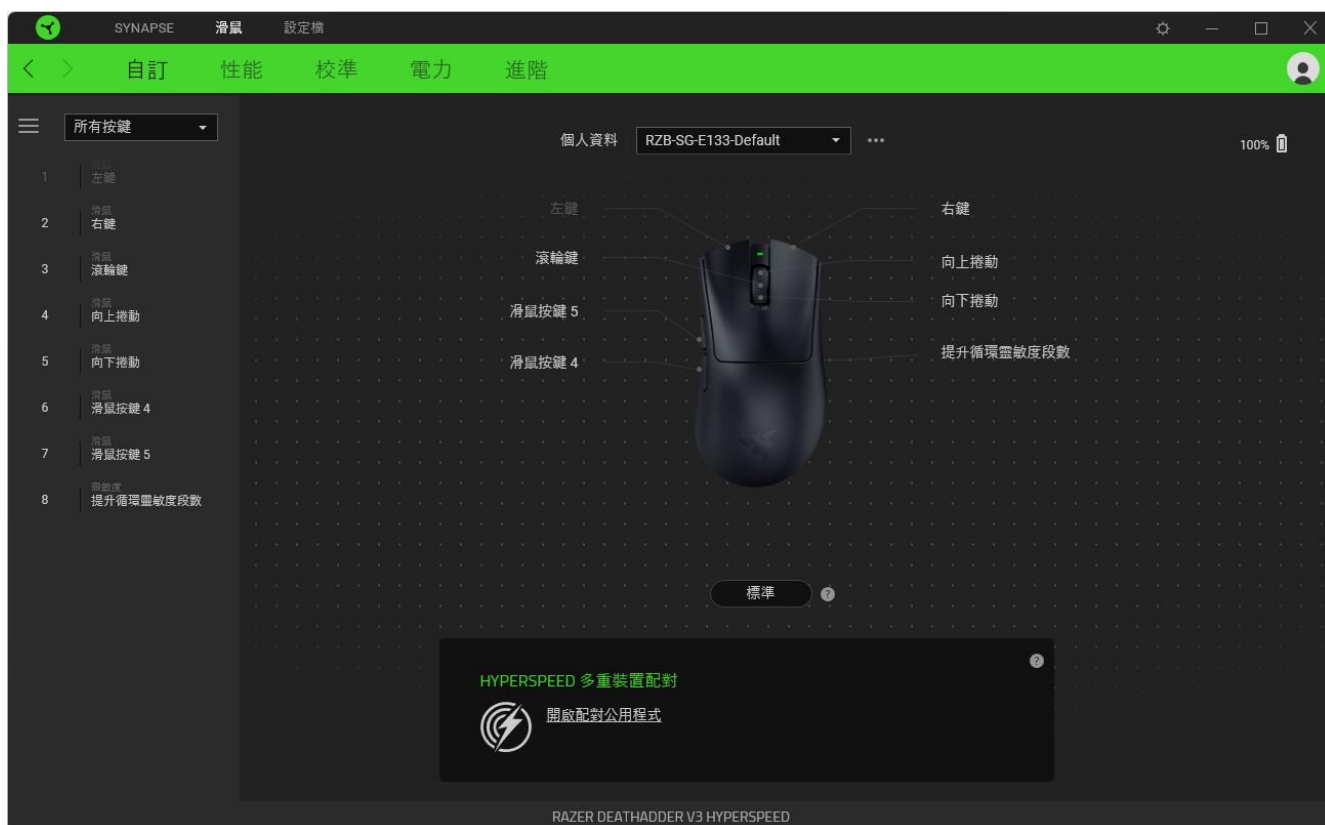 SYNAPSE 滑鼠 設定檔
自訂 性能 校準 電力 進階
所有按鍵
個人資料 RZB-SG-E133-Default
100%
1 滑鼠
左鍵
2 滑鼠
右鍵
3 滑鼠
滾輪鍵
4 滑鼠
向上捲動
5 滑鼠
向下捲動
6 滑鼠
滑鼠按鍵 4
7 滑鼠
滑鼠按鍵 5
8 靈敏度
提升循環靈敏度段數
左鍵
滾輪鍵
滑鼠按鍵 5
滑鼠按鍵 4
右鍵
向上捲動
向下捲動
提升循環靈敏度段數
標準 ?
?
HYPERSPEED 多重裝置配對
開啟配對公用程式
RAZER DEATHADDER V3 HYPERSPEED